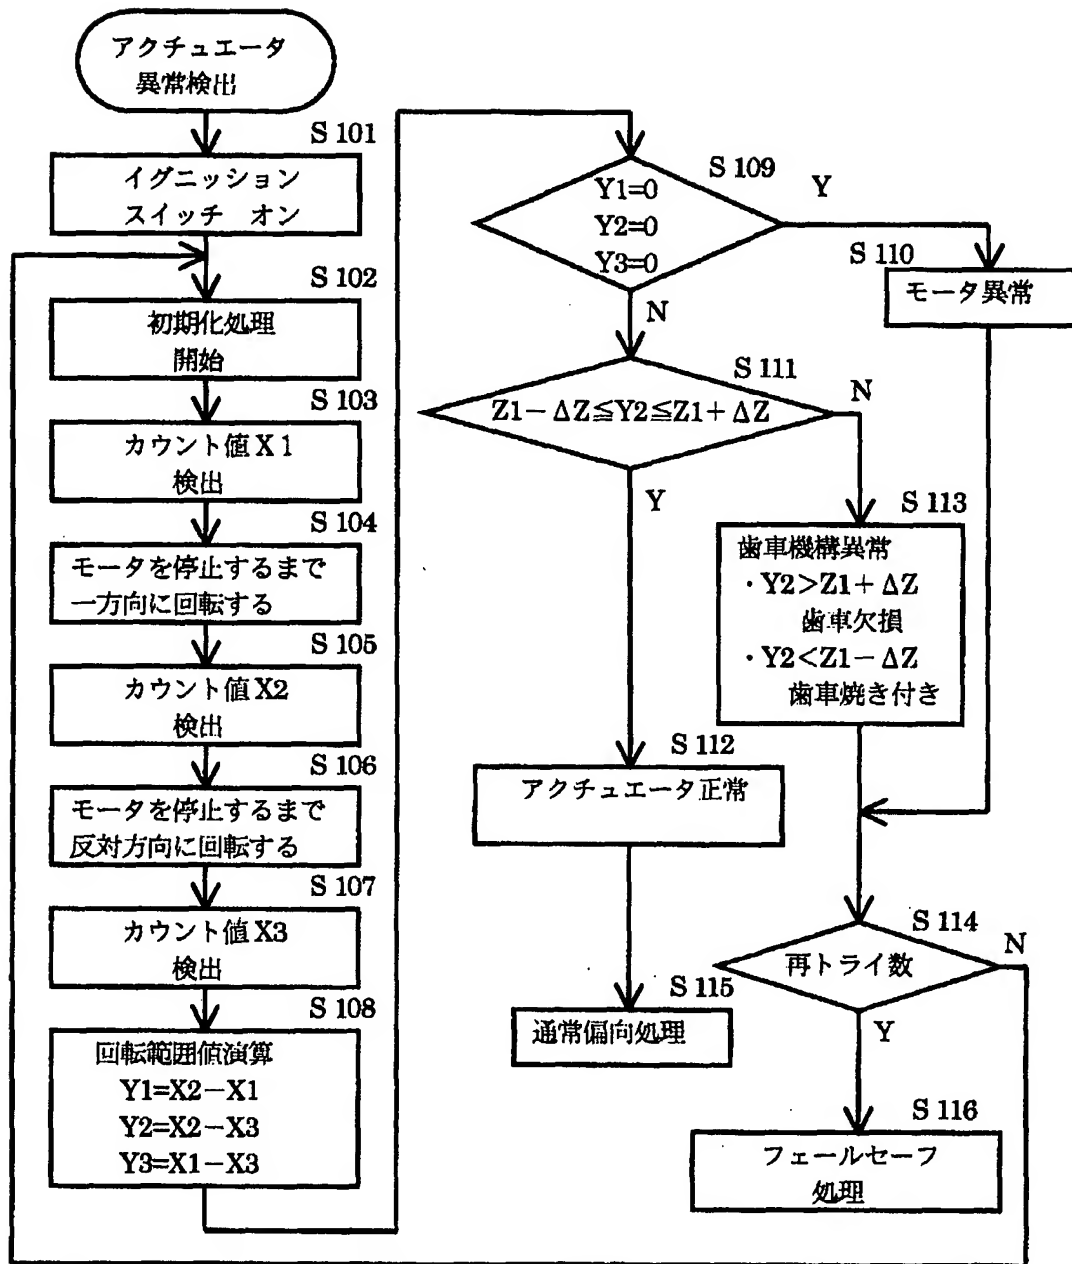 アクチュエータ
異常検出
S 101
イグニッション
スイッチ オン
S 102
初期化処理
開始
S 103
カウント値 X 1
検出
S 104
モータを停止するまで
一方向に回転する
S 105
カウント値 X2
検出
S 106
モータを停止するまで
反対方向に回転する
S 107
カウント値 X3
検出
S 108
回転範囲値演算
Y1=X2−X1
Y2=X2−X3
Y3=X1−X3
S 109
Y1=0
Y2=0
Y3=0
Y
N
S 110
モータ異常
S 111
Z1−ΔZ≦Y2≦Z1+ΔZ
N
Y
S 113
歯車機構異常
・Y2>Z1+ΔZ
歯車欠損
・Y2<Z1−ΔZ
歯車焼き付き
S 112
アクチュエータ正常
S 114
再トライ数
N
Y
S 115
通常偏向処理
S 116
フェールセーフ
処理